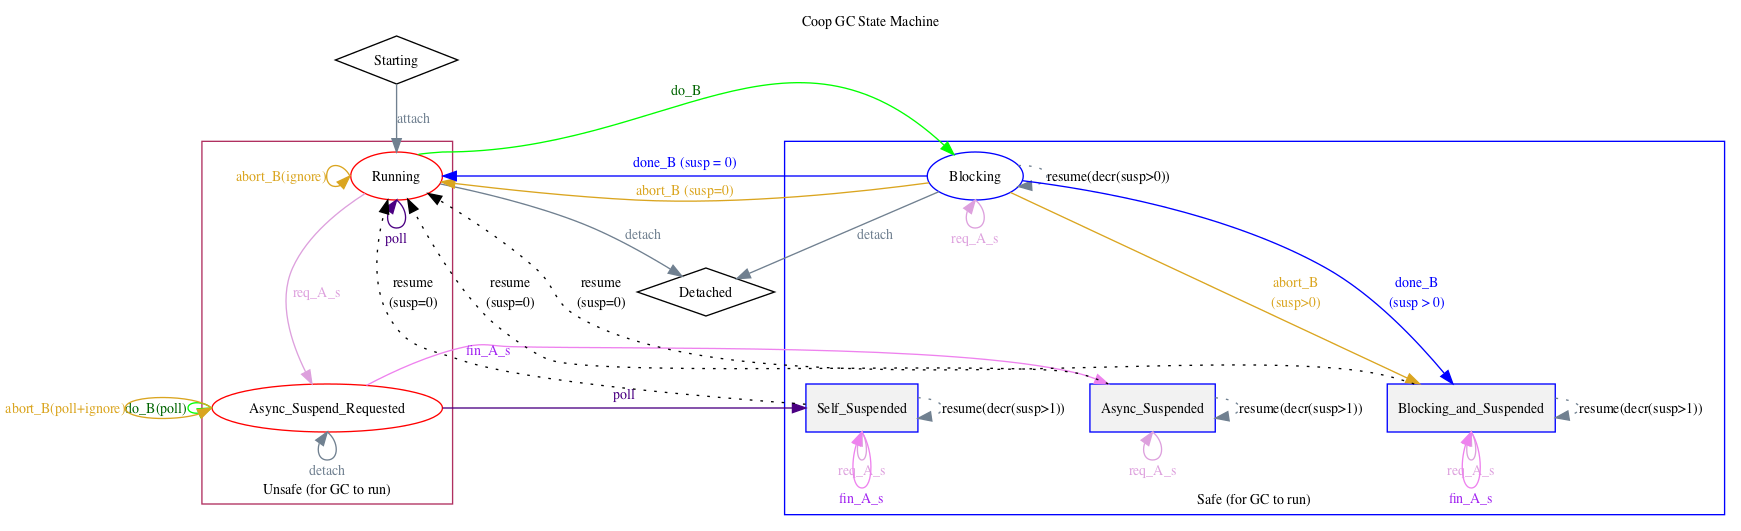 Coop GC State Machine
Starting
do_B
attach
done_B (susp = 0)
abort_B(ignore)
Running
Blocking
resume(decr(susp>0))
abort_B (susp=0)
poll
detach
detach
req_A_s
resume
(susp=0)
resume
(susp=0)
resume
(susp=0)
req_A_s
Detached
abort_B
(susp>0)
done_B
(susp > 0)
fin_A_s
poll
abort_B(poll+ignore)
do_B(poll)
Async_Suspend_Requested
Self_Suspended
resume(decr(susp>1))
Async_Suspended
resume(decr(susp>1))
Blocking_and_Suspended
resume(decr(susp>1))
detach
req_A_s
req_A_s
req_A_s
Unsafe (for GC to run)
fin_A_s
Safe (for GC to run)
fin_A_s